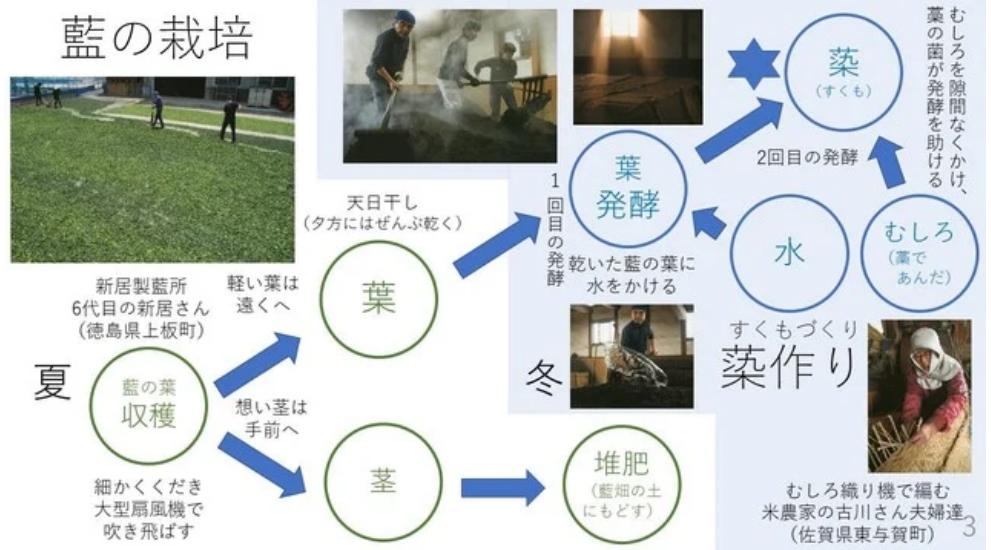 藍の栽培
新居製藍所
6代目の新居さん
(徳島県上板町)
夏
藍の葉
収穫
細かくくだき
大型扇風機で
吹き飛ばす
軽い葉は
遠くへ
想い茎は
手前へ
天日干し
(夕方にはぜんぶ乾く)
葉
茎
堆肥
(藍畑の土
にもどす)
冬
1回目の発酵
葉
発酵
乾いた藍の葉に
水をかける
水
2回目の発酵
蒅
(すくも)
むしろ
(藁で
あんだ)
むしろを隙間なくかけ、
藁の菌が発酵を助ける
すくもづくり
蒅作り
むしろ織り機で編む
米農家の古川さん夫婦達
(佐賀県東与賀町)
3